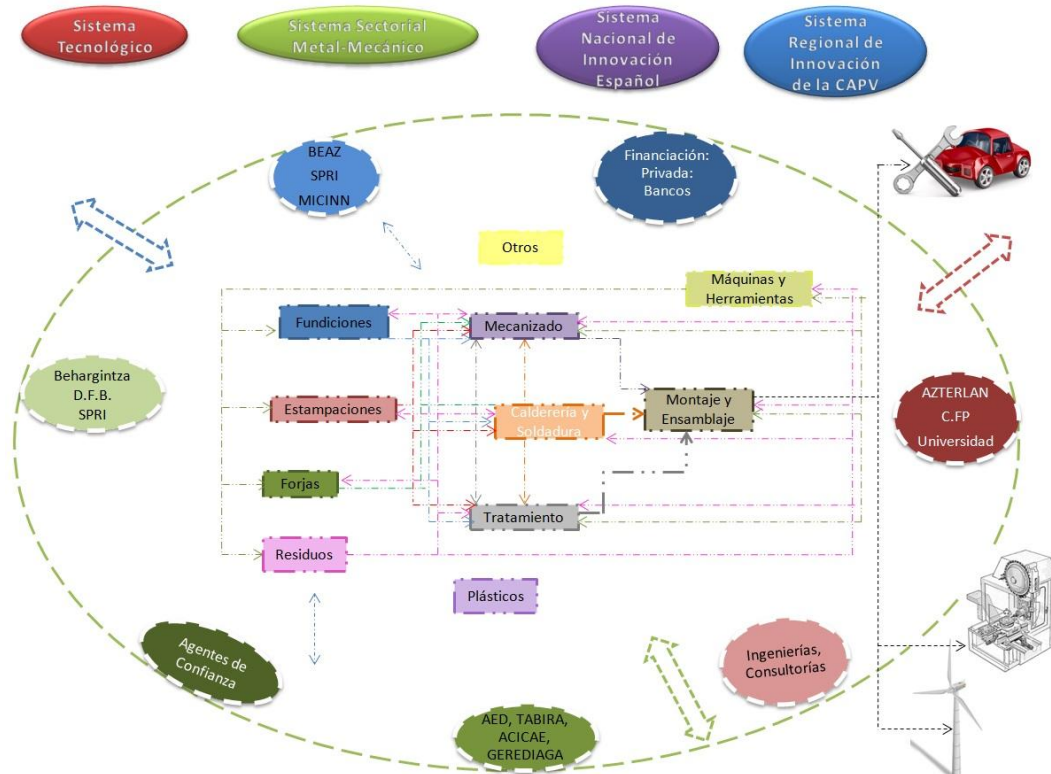 Sistema
Tecnológico
Sistema Sectorial
Metal-Mecánico
Sistema
Nacional de
Innovación
Español
Sistema
Regional de
Innovación
de la CAPV
BEAZ
SPRI
MICINN
Financiación:
Privada:
Bancos
Otros
Máquinas y
Herramientas
Fundiciones
Mecanizado
Behargintza
D.F.B.
SPRI
Estampaciones
Calderería y
Soldadura
Montaje y
Ensamblaje
AZTERLAN
C.FP
Universidad
Forjas
Tratamiento
Residuos
Plásticos
Agentes de
Confianza
Ingenierías,
Consultorías
AED, TABIRA,
ACICAE,
GEREDIAGA